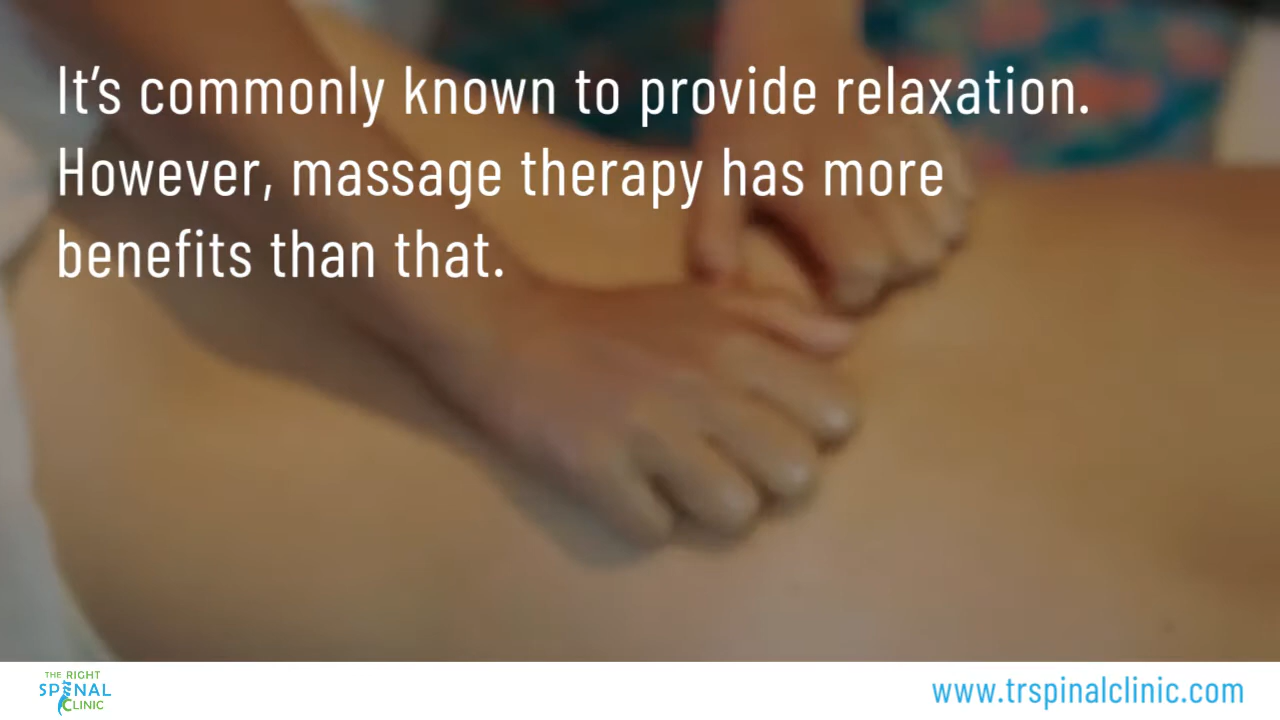 It’s commonly known to provide relaxation.
However, massage therapy has more
benefits than that.
THE RIGHT
SPINAL
CLINIC
www.trspinalclinic.com